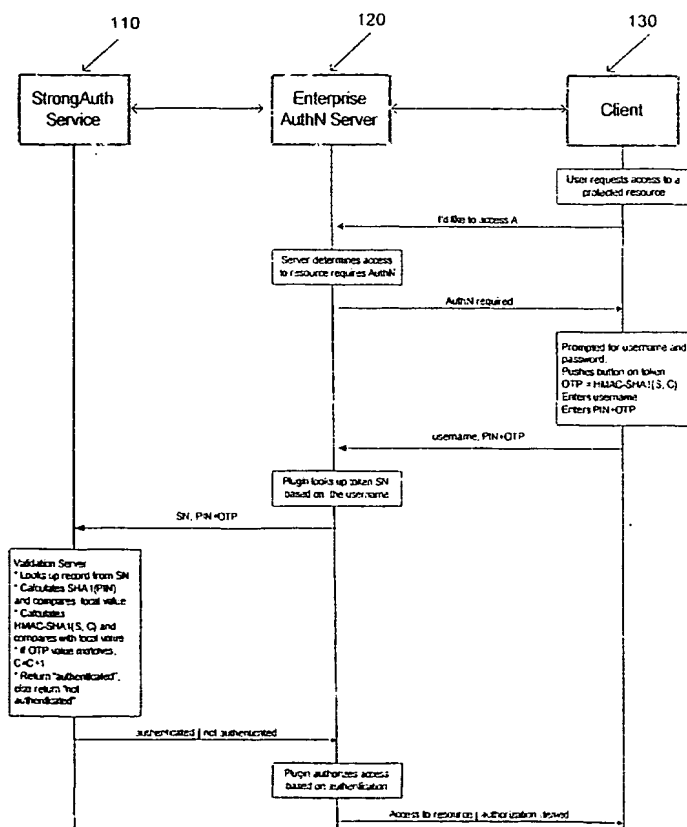 110
120
130
StrongAuth
Service
Enterprise
AuthN Server
Client
User requests access to a
protected resource
I'd like to access A
Server determines access
to resource requires AuthN
AuthN required
Prompted for username and
password.
Pushes button on token
OTP = HMAC-SHA1(S, C)
Enters username
Enters PIN+OTP
username, PIN+OTP
Plugin looks up token SN
based on the username
SN, PIN+OTP
Validation Server
* Looks up record from SN
* Calculates SHA1(PIN)
and compares local value
* Calculates
HMAC-SHA1(S, C) and
compares with local value
* If OTP value matches,
C=C+1
* Return "authenticated",
else return "not
authenticated"
authenticated | not authenticated
Plugin authorizes access
based on authentication
Access to resource | authorization denied